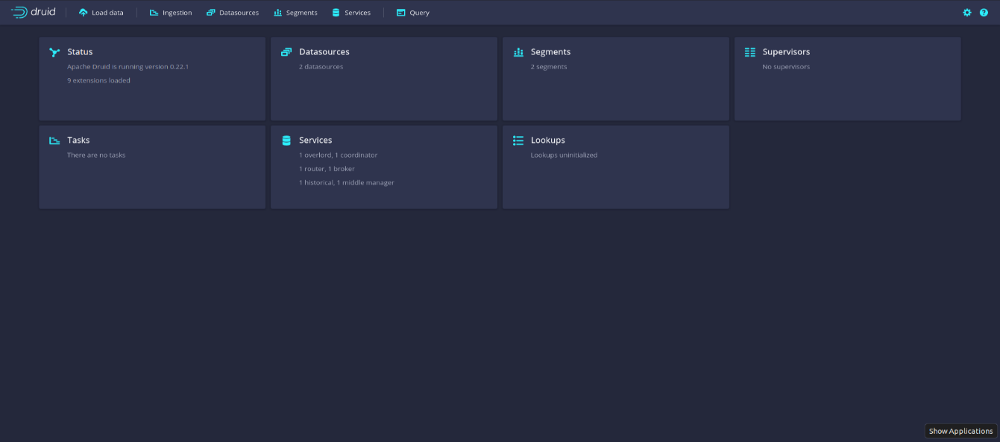 druid Load data Ingestion Datasources Segments Services Query
Status
Apache Druid is running version 0.22.1
9 extensions loaded
Datasources
2 datasources
Segments
2 segments
Supervisors
No supervisors
Tasks
There are no tasks
Services
1 overlord, 1 coordinator
1 router, 1 broker
1 historical, 1 middle manager
Lookups
Lookups uninitialized
Show Applications